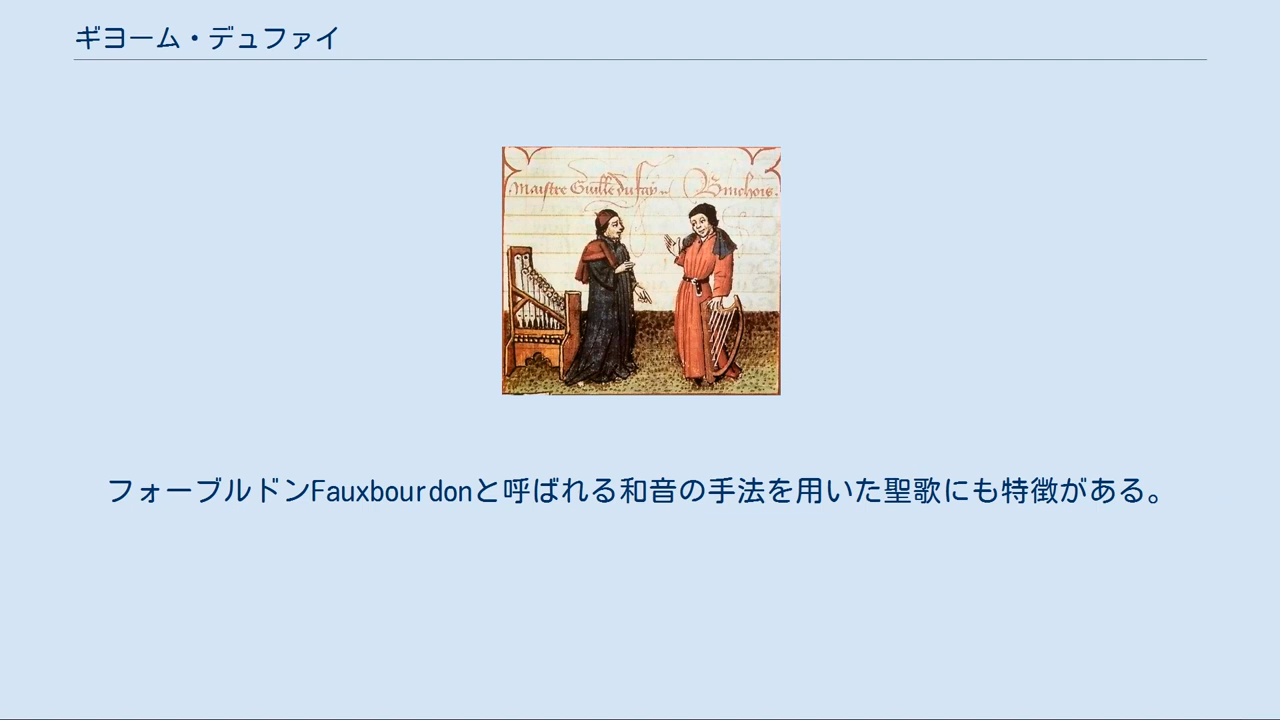 ギヨーム・デュファイ
Maistre Guille du fay Binchois.
フォーブルドンFauxbourdonと呼ばれる和音の手法を用いた聖歌にも特徴がある。